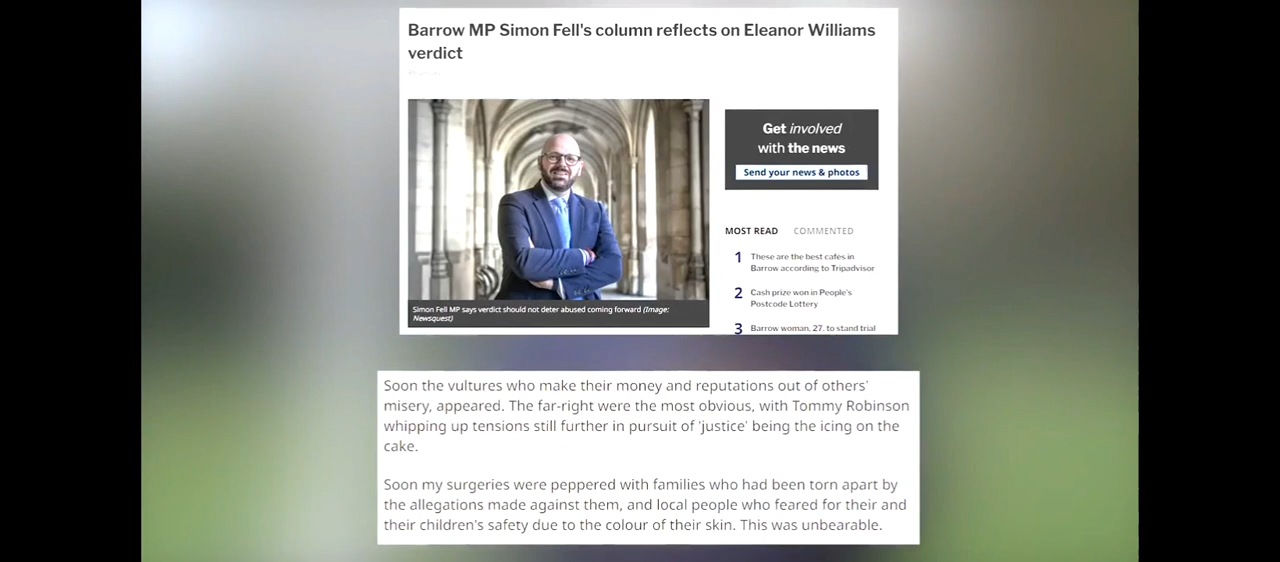 Barrow MP Simon Fell's column reflects on Eleanor Williams
verdict
Get involved
with the news
Send your news & photos
MOST READ COMMENTED
1 These are the best cafes in
Barrow according to Tripadvisor
2 Cash prize won in People's
Postcode Lottery
3 Barrow woman, 27, to stand trial
Simon Fell MP says verdict should not deter abused coming forward (Image:
Newsquest)
Soon the vultures who make their money and reputations out of others'
misery, appeared. The far-right were the most obvious, with Tommy Robinson
whipping up tensions still further in pursuit of 'justice' being the icing on the
cake.
Soon my surgeries were peppered with families who had been torn apart by
the allegations made against them, and local people who feared for their and
their children's safety due to the colour of their skin. This was unbearable.